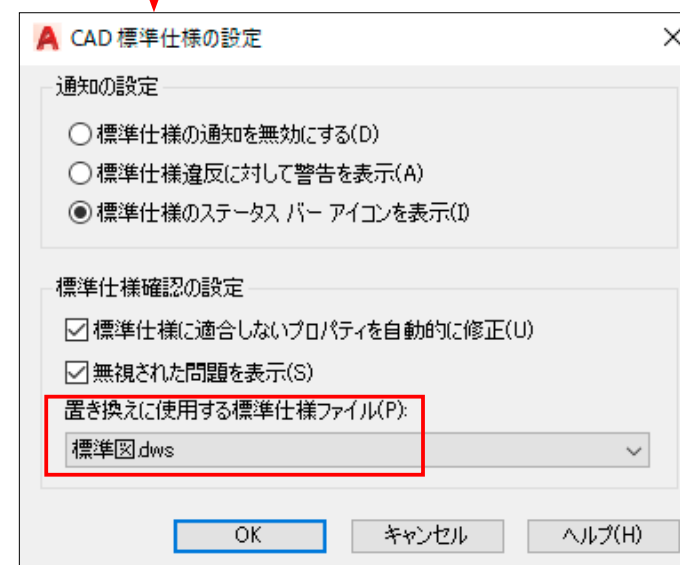 CAD 標準仕様の設定
通知の設定
標準仕様の通知を無効にする(D)
標準仕様違反に対して警告を表示(A)
標準仕様のステータス バー アイコンを表示(I)
標準仕様確認の設定
標準仕様に適合しないプロパティを自動的に修正(U)
無視された問題を表示(S)
置き換えに使用する標準仕様ファイル(P):
標準図.dws
OK キャンセル ヘルプ(H)